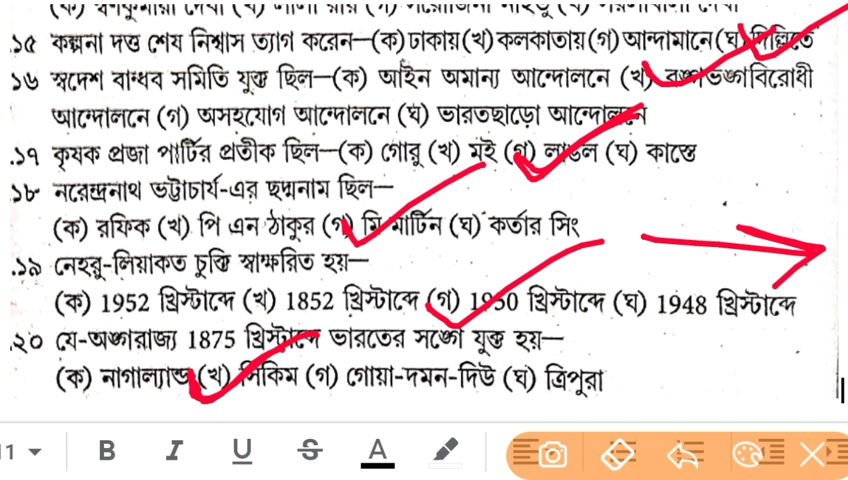 .১৫ কল্পনা দত্ত শেষ নিশ্বাস ত্যাগ করেন—(ক) ঢাকায় (খ) কলকাতায় (গ) আন্দামানে (ঘ) দিল্লিতে
১৬ স্বদেশ বান্ধব সমিতি যুক্ত ছিল—(ক) আইন অমান্য আন্দোলনে (খ) বঙ্গভঙ্গবিরোধী
আন্দোলনে (গ) অসহযোগ আন্দোলনে (ঘ) ভারতছাড়ো আন্দোলনে
.১৭ কৃষক প্রজা পার্টির প্রতীক ছিল—(ক) গোরু (খ) মই (গ) লাঙল (ঘ) কাস্তে
.১৮ নরেন্দ্রনাথ ভট্টাচার্য-এর ছদ্মনাম ছিল—
(ক) রফিক (খ) পি এন ঠাকুর (গ) মি মার্টিন (ঘ) কর্তার সিং
.১৯ নেহরু-লিয়াকত চুক্তি স্বাক্ষরিত হয়—
(ক) 1952 খ্রিস্টাব্দে (খ) 1852 খ্রিস্টাব্দে (গ) 1950 খ্রিস্টাব্দে (ঘ) 1948 খ্রিস্টাব্দে
.২০ যে-অঙ্গরাজ্য 1875 খ্রিস্টাব্দে ভারতের সঙ্গে যুক্ত হয়—
(ক) নাগাল্যান্ড (খ) সিকিম (গ) গোয়া-দমন-দিউ (ঘ) ত্রিপুরা
11 B I U S A